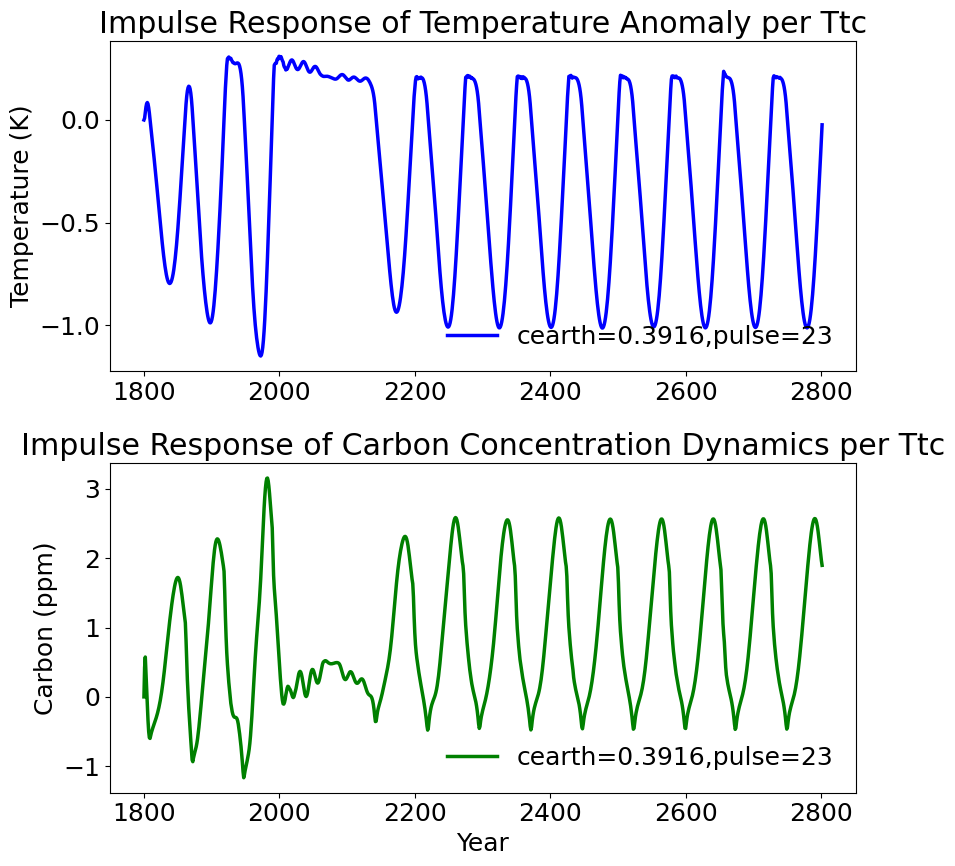 Impulse Response of Temperature Anomaly per Ttc
Temperature (K)
0.0
−0.5
−1.0
cearth=0.3916,pulse=23
1800 2000 2200 2400 2600 2800
Impulse Response of Carbon Concentration Dynamics per Ttc
Carbon (ppm)
3
2
1
0
−1
cearth=0.3916,pulse=23
1800 2000 2200 2400 2600 2800
Year